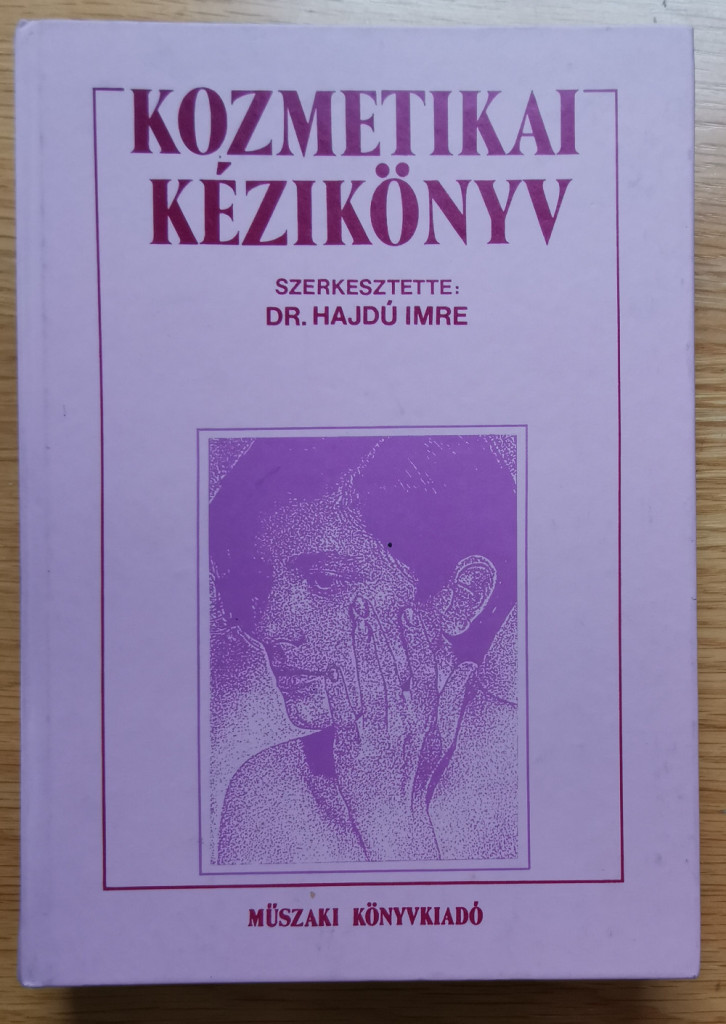 KOZMETIKAI
KÉZIKÖNYV
SZERKESZTETTE:
DR. HAJDÚ IMRE
MŰSZAKI KÖNYVKIADÓ